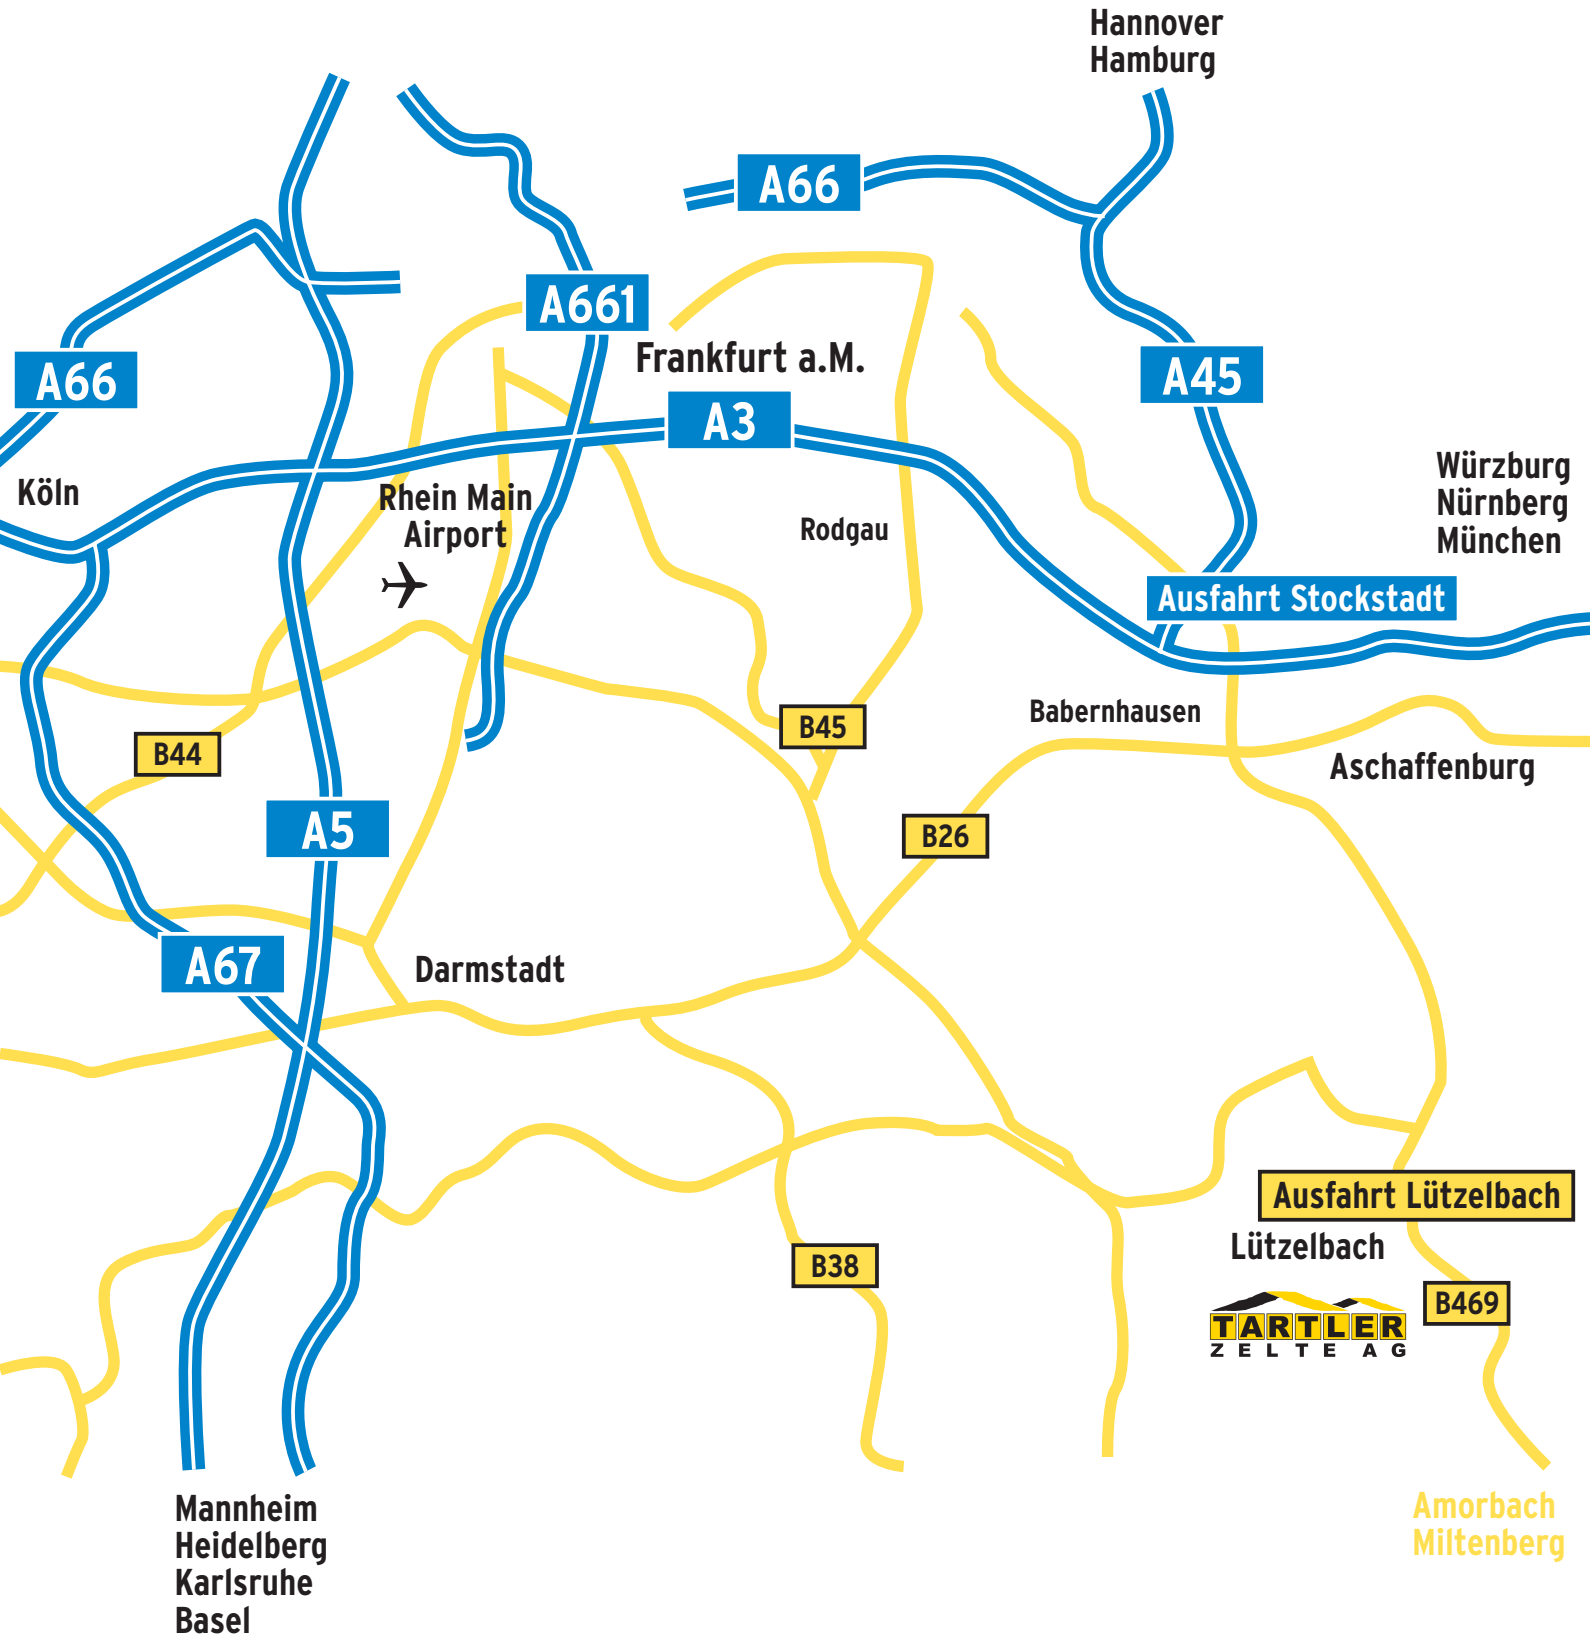 Hannover
Hamburg
A66
A661
Frankfurt a.M.
A66
A3
A45
Köln
Rhein Main
Airport
Rodgau
Würzburg
Nürnberg
München
Ausfahrt Stockstadt
Babernhausen
B45
B44
Aschaffenburg
A5
B26
A67
Darmstadt
Ausfahrt Lützelbach
Lützelbach
B38
B469
TARTLER
ZELTE AG
Mannheim
Heidelberg
Karlsruhe
Basel
Amorbach
Miltenberg